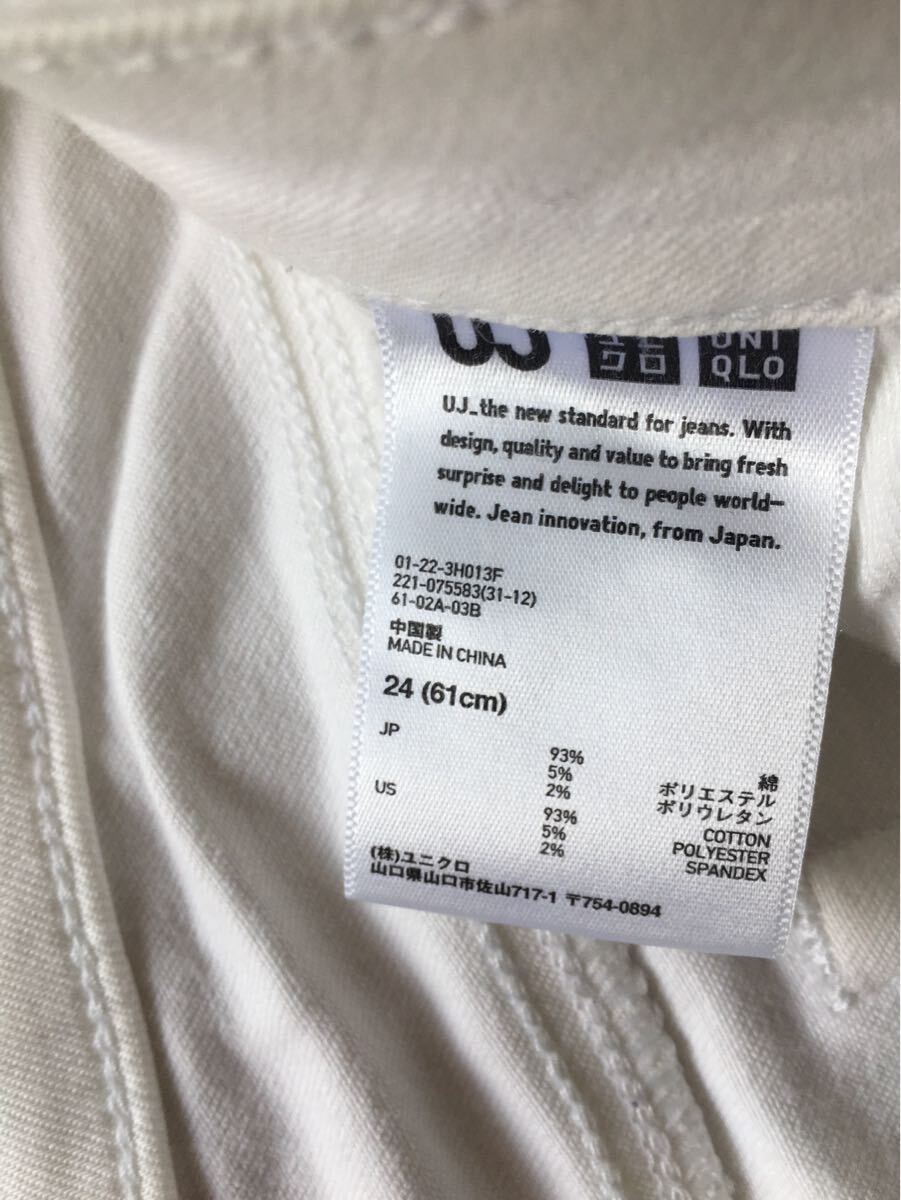 UJ ユニクロ UNIQLO
UJ_the new standard for jeans. With
design, quality and value to bring fresh
surprise and delight to people world–
wide. Jean innovation, from Japan.
01-22-3H013F
221-075583(31-12)
61-02A-03B
中国製
MADE IN CHINA
24 (61cm)
JP
93% 綿
5% ポリエステル
2% ポリウレタン
US
93% COTTON
5% POLYESTER
2% SPANDEX
(株)ユニクロ
山口県山口市佐山717-1 〒754-0894